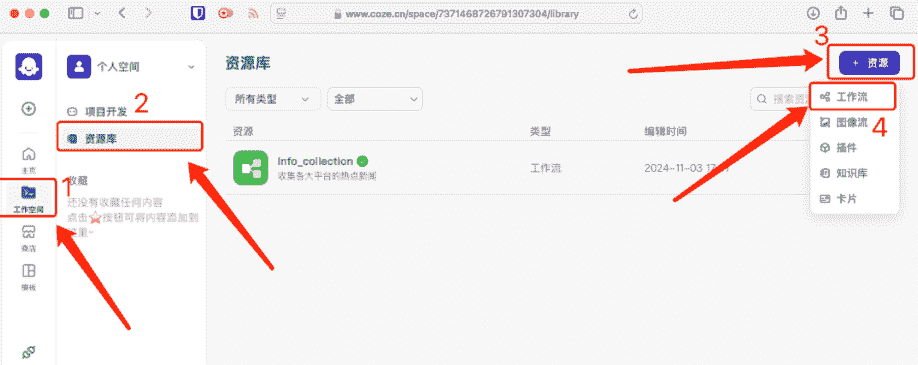 www.coze.cn/space/7371468726791307304/library
个人空间
项目开发
2
资源库
收藏
还没有收藏任何内容
点击
按钮可将内容添加到
这里~
主页
1
工作空间
商店
模板
资源库
3
+ 资源
所有类型
全部
搜索资源
工作流
4
图像流
插件
知识库
卡片
资源
类型
编辑时间
info_collection
收集各大平台的热点新闻
工作流
2024-11-03